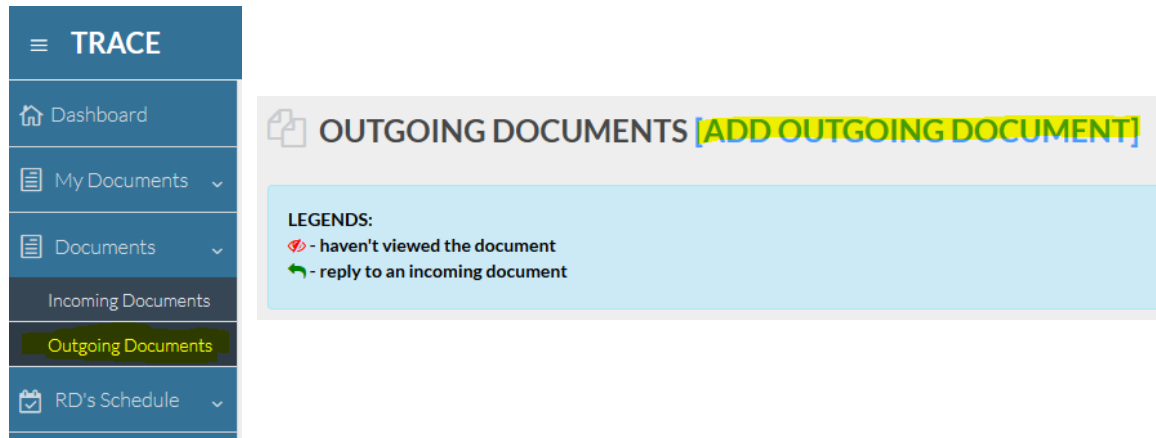 TRACE
Dashboard
My Documents
Documents
Incoming Documents
Outgoing Documents
RD's Schedule
OUTGOING DOCUMENTS [ADD OUTGOING DOCUMENT]
LEGENDS:
- haven't viewed the document
- reply to an incoming document